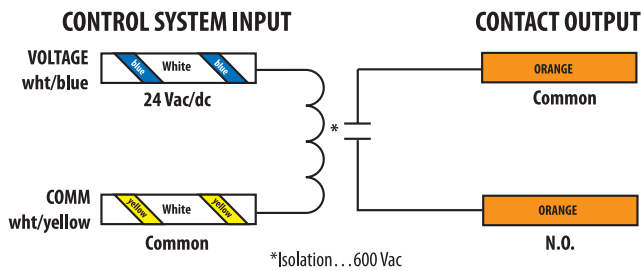 CONTROL SYSTEM INPUT
CONTACT OUTPUT
VOLTAGE
wht/blue
blue White blue
24 Vac/dc
ORANGE
Common
*
COMM
wht/yellow
yellow White yellow
Common
ORANGE
N.O.
*Isolation...600 Vac